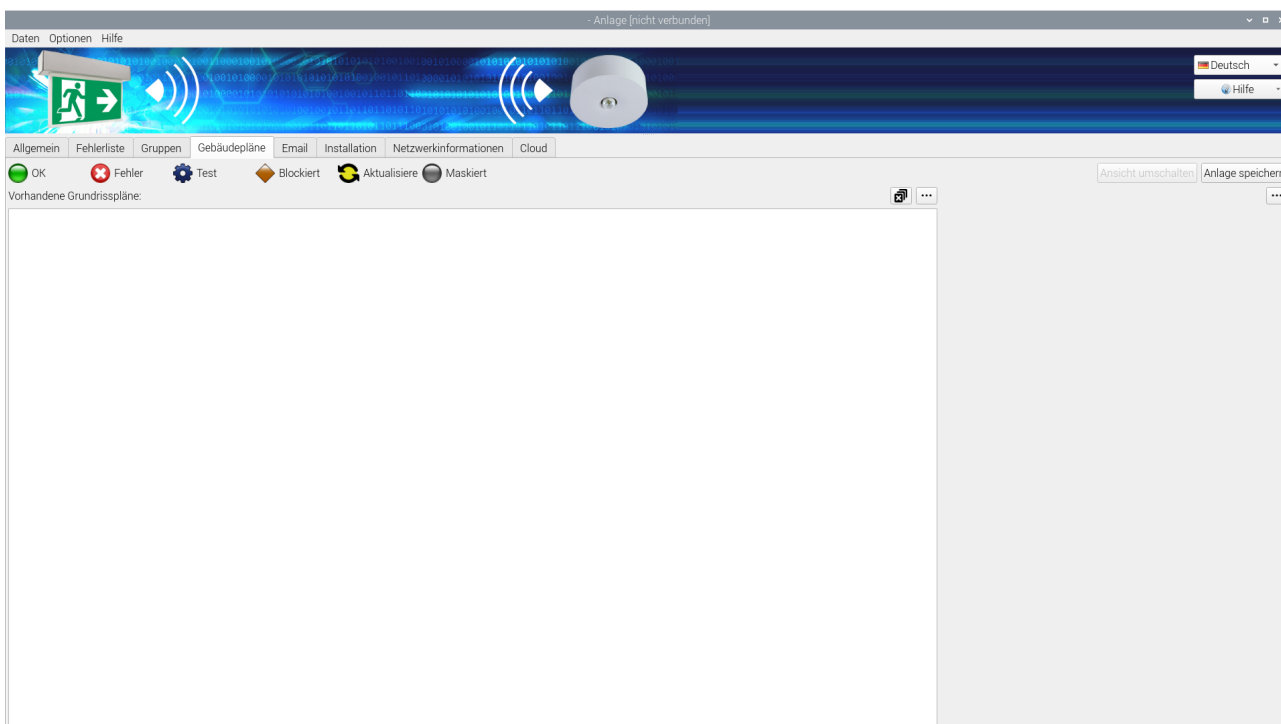 - Anlage [nicht verbunden]
Daten Optionen Hilfe
Deutsch
Hilfe
Allgemein Fehlerliste Gruppen Gebäudepläne Email Installation Netzwerkinformationen Cloud
OK Fehler Test Blockiert Aktualisiere Maskiert Ansicht umschalten Anlage speichern
Vorhandene Grundrisspläne: